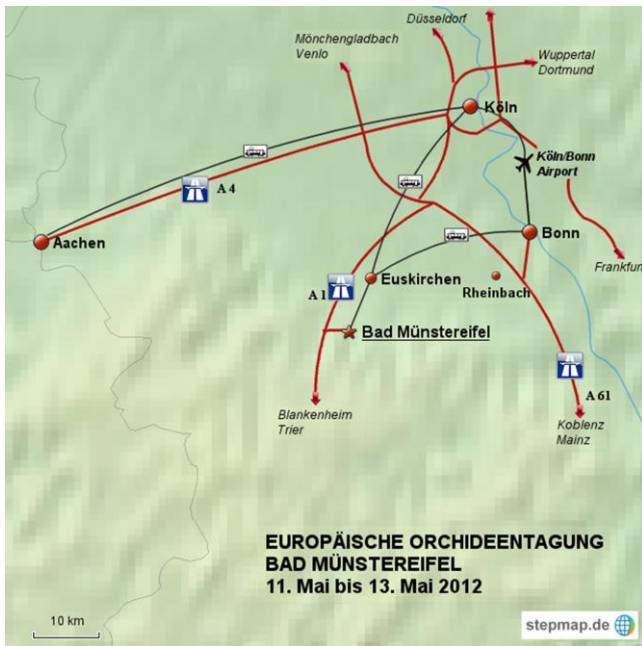 Düsseldorf
Mönchengladbach
Venlo
Wuppertal
Dortmund
Köln
Köln/Bonn
Airport
A 4
Aachen
Bonn
Frankfurt
Euskirchen
Rheinbach
A 1
Bad Münstereifel
A 61
Blankenheim
Trier
Koblenz
Mainz
EUROPÄISCHE ORCHIDEENTAGUNG
BAD MÜNSTEREIFEL
11. Mai bis 13. Mai 2012
10 km
stepmap.de